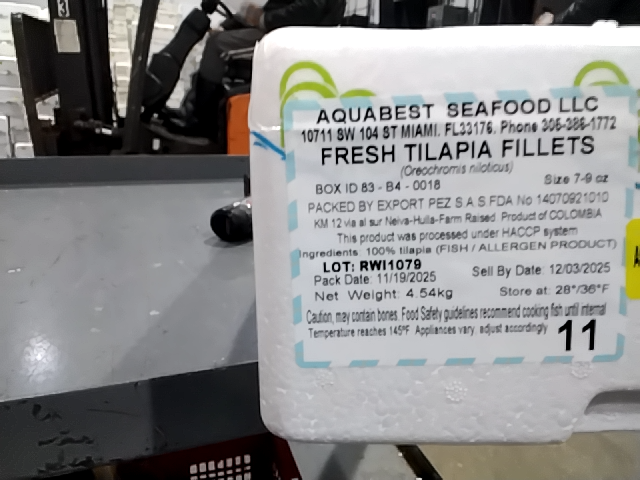 3
AQUABEST SEAFOOD LLC
10711 SW 104 ST MIAMI. FL33176. Phone 305-386-1772
FRESH TILAPIA FILLETS
(Oreochromis niloticus)
BOX ID 83 - B4 - 0018
Size 7-9 oz
PACKED BY EXPORT PEZ S.A.S FDA No 14070921010
KM 12 via al sur Neiva-Huila-Farm Raised Product of COLOMBIA
This product was processed under HACCP system
Ingredients: 100% tilapia (FISH / ALLERGEN PRODUCT)
LOT: RWI1079
Pack Date: 11/19/2025
Sell By Date: 12/03/2025
Net Weight: 4.54kg
Store at: 28°/36°F
Caution, may contain bones. Food Safety guidelines recommend cooking fish until internal
Temperature reaches 145°F. Appliances vary, adjust accordingly
11